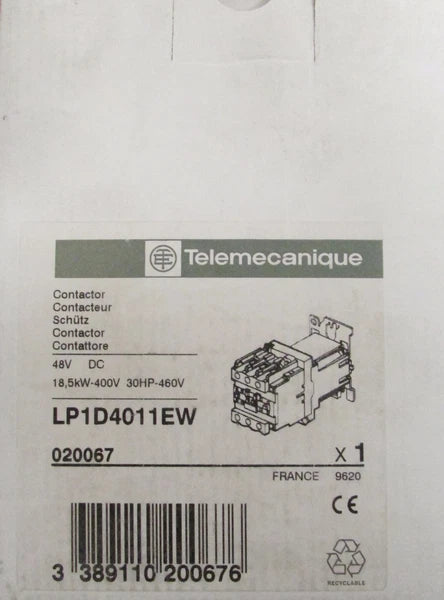 Telemecanique
Contactor
Contacteur
Schütz
Contactor
Contattore
48V DC
18,5kW-400V 30HP-460V
LP1D4011EW
020067 X 1
FRANCE 9620
CE
3 389110 200676
RECYCLABLE